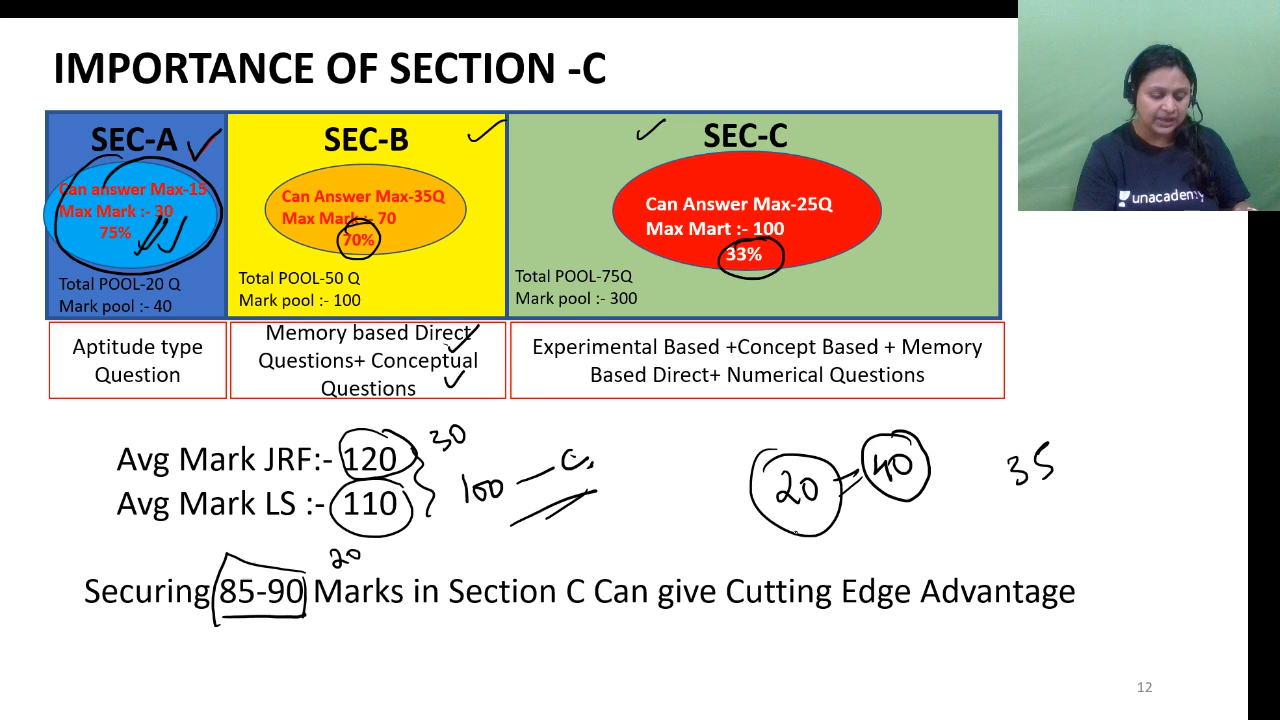 IMPORTANCE OF SECTION -C
SEC-A
Can answer Max-15
Max Mark :- 30
75%
Total POOL-20 Q
Mark pool :- 40
SEC-B
Can Answer Max-35Q
Max Mark :- 70
70%
Total POOL-50 Q
Mark pool :- 100
SEC-C
Can Answer Max-25Q
Max Mart :- 100
33%
Total POOL-75Q
Mark pool :- 300
Aptitude type
Question
Memory based Direct
Questions+ Conceptual
Questions
Experimental Based +Concept Based + Memory
Based Direct+ Numerical Questions
Avg Mark JRF:- 120
30
Avg Mark LS :- 110
100 — C,
20 40
35
20
Securing 85-90 Marks in Section C Can give Cutting Edge Advantage
12
unacademy